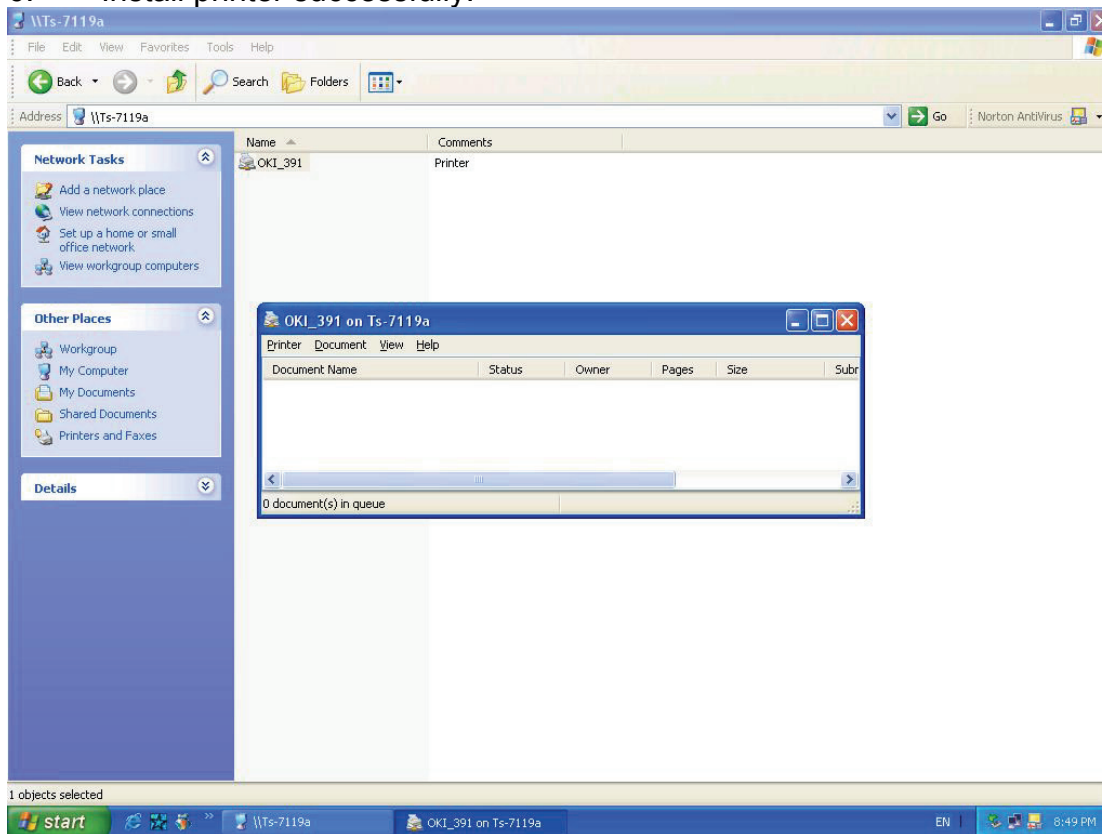 Install printer successfully.
\\Ts-7119a
File Edit View Favorites Tools Help
Back Search Folders
Address \\Ts-7119a Go Norton AntiVirus
Name Comments
OKI_391 Printer
Network Tasks
Add a network place
View network connections
Set up a home or small
office network
View workgroup computers
Other Places
Workgroup
My Computer
My Documents
Shared Documents
Printers and Faxes
Details
OKI_391 on Ts-7119a
Printer Document View Help
Document Name Status Owner Pages Size Subr
0 document(s) in queue
1 objects selected
start \\Ts-7119a OKI_391 on Ts-7119a EN 8:49 PM